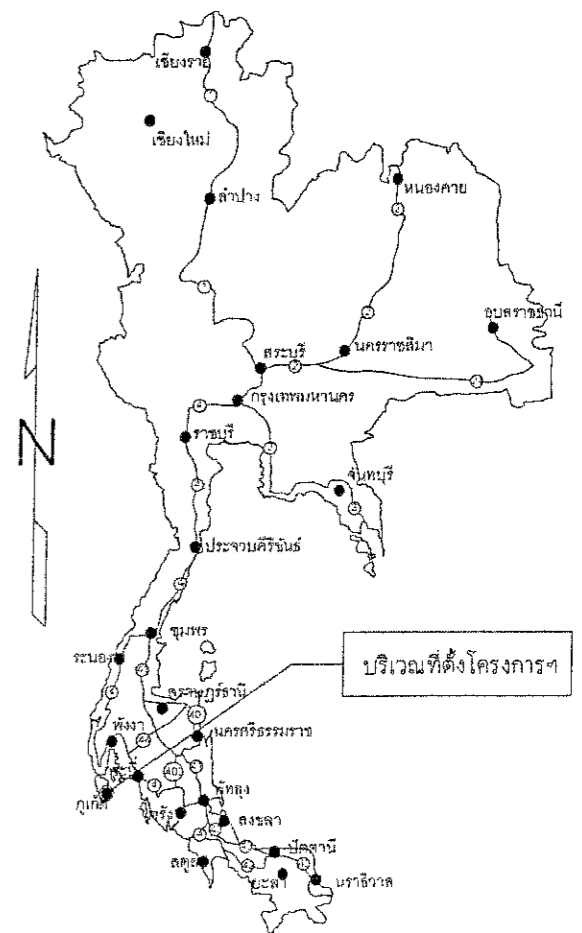 เชียงราย
เชียงใหม่
ลำปาง
หนองคาย
อุบลราชธานี
นครราชสีมา
สระบุรี
กรุงเทพมหานคร
ราชบุรี
จันทบุรี
N
ประจวบคีรีขันธ์
ชุมพร
ระนอง
บริเวณที่ตั้งโครงการฯ
สุราษฎร์ธานี
พังงา
นครศรีธรรมราช
กระบี่
ภูเก็ต
พัทลุง
ตรัง
สงขลา
ปัตตานี
สตูล
ยะลา
นราธิวาส